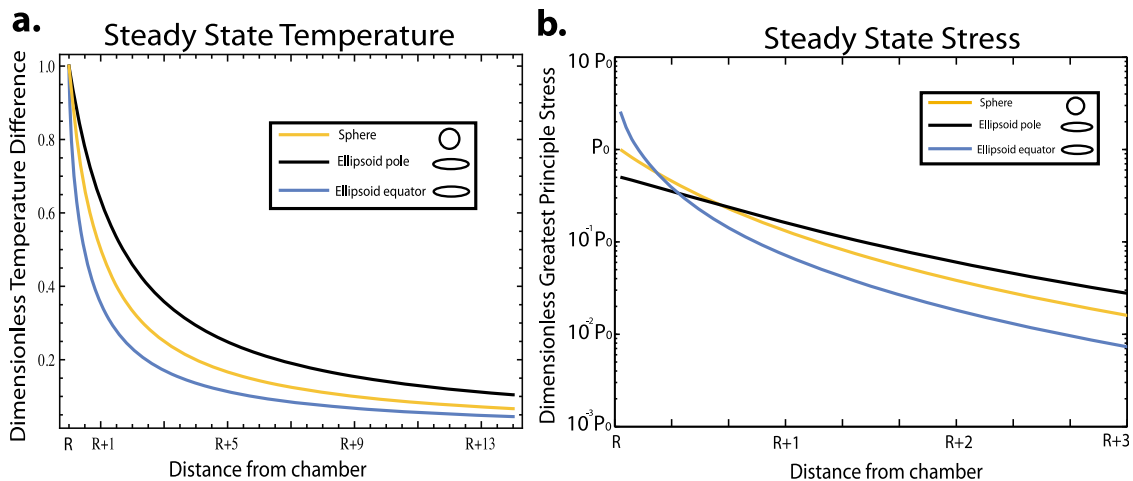 a.
Steady State Temperature
Dimensionless Temperature Difference
1.0
0.8
0.6
0.4
0.2
Sphere
Ellipsoid pole
Ellipsoid equator
R
R+1
R+5
R+9
R+13
Distance from chamber
b.
Steady State Stress
Dimensionless Greatest Principle Stress
10 P₀
P₀
10⁻¹P₀
10⁻²P₀
10⁻³P₀
Sphere
Ellipsoid pole
Ellipsoid equator
R
R+1
R+2
R+3
Distance from chamber